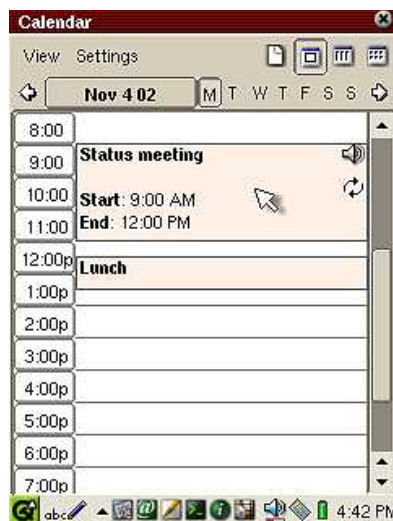 Calendar
View Settings
Nov 4 02 M T W T F S S
8:00
9:00 Status meeting
10:00 Start: 9:00 AM
11:00 End: 12:00 PM
12:00p Lunch
1:00p
2:00p
3:00p
4:00p
5:00p
6:00p
7:00p
abc 4:42 PM